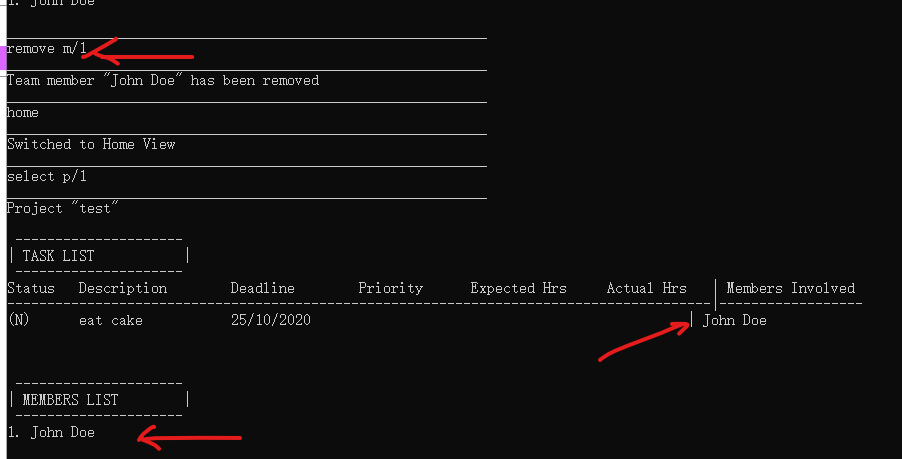 1. John Doe
remove m/1
Team member "John Doe" has been removed
home
Switched to Home View
select p/1
Project "test"
| TASK LIST |
Status Description Deadline Priority Expected Hrs Actual Hrs | Members Involved
(N) eat cake 25/10/2020 | John Doe
| MEMBERS LIST |
1. John Doe